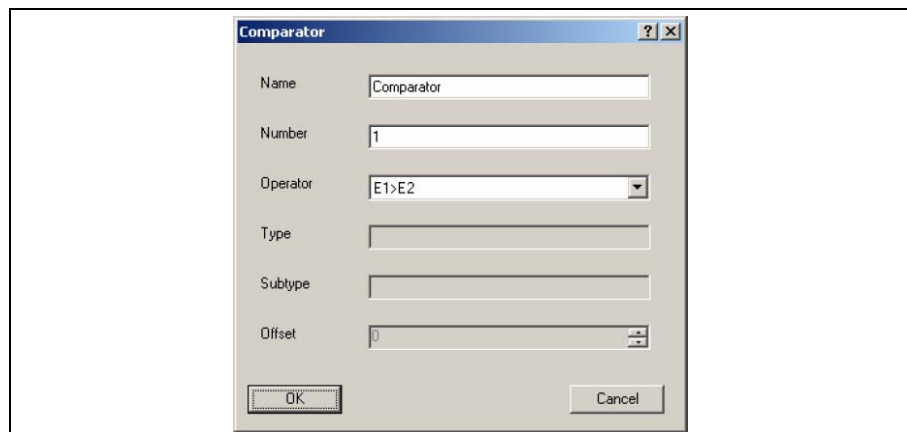 Comparator
Name Comparator
Number 1
Operator E1>E2
Type
Subtype
Offset 0
OK Cancel